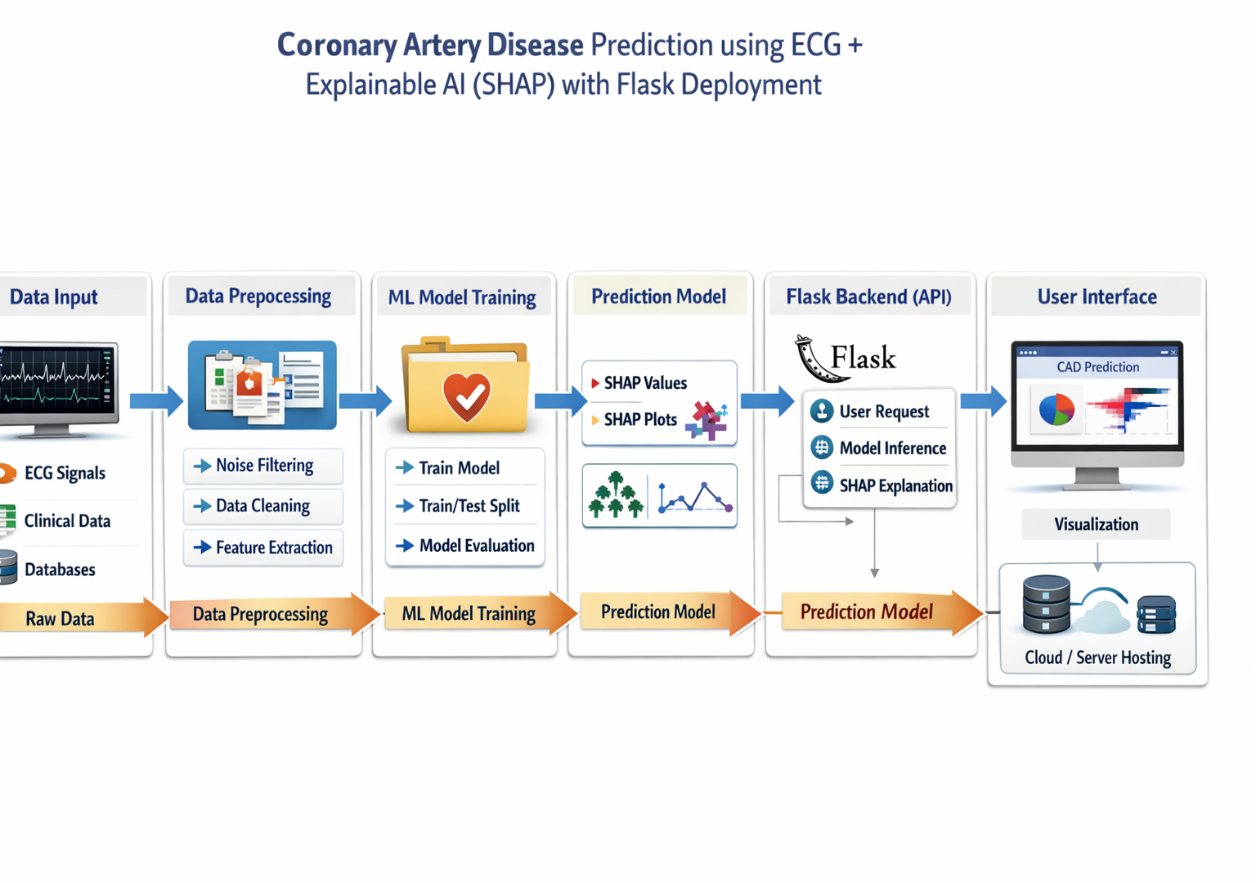 Coronary Artery Disease Prediction using ECG +
Explainable AI (SHAP) with Flask Deployment
Data Input
ECG Signals
Clinical Data
Databases
Raw Data
Data Prepocessing
Noise Filtering
Data Cleaning
Feature Extraction
Data Preprocessing
ML Model Training
Train Model
Train/Test Split
Model Evaluation
ML Model Training
Prediction Model
SHAP Values
SHAP Plots
Prediction Model
Flask Backend (API)
Flask
User Request
Model Inference
SHAP Explanation
Prediction Model
User Interface
CAD Prediction
Visualization
Cloud / Server Hosting